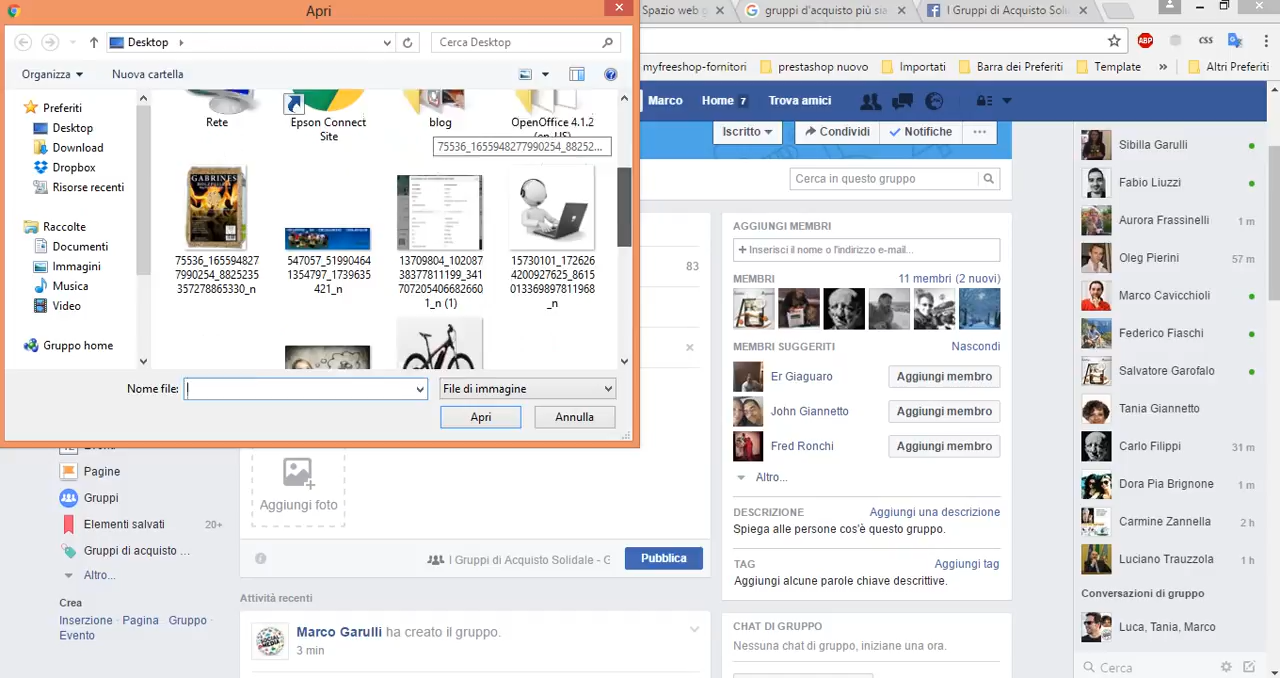 Apri
Desktop
Cerca Desktop
Organizza
Nuova cartella
Preferiti
Desktop
Download
Dropbox
Risorse recenti
Raccolte
Documenti
Immagini
Musica
Video
Gruppo home
Rete
Epson Connect
Site
blog
OpenOffice 4.1.2
75536_1655948277990254_88252...
75536_165594827
7990254_8825235
357278865330_n
547057_51990464
1354797_1739635
421_n
13709804_102087
38377811199_341
707205406682660
1_n (1)
15730101_172626
4200927625_8615
013369897811968
_n
Nome file:
File di immagine
Apri
Annulla
Spazio web g
gruppi d'acquisto più sia
I Gruppi di Acquisto Sol
ABP
CSS
myfreeshop-fornitori
prestashop nuovo
Importati
Barra dei Preferiti
Template
»
Altri Preferiti
Marco
Home 7
Trova amici
Iscritto
Condividi
Notifiche
Cerca in questo gruppo
83
AGGIUNGI MEMBRI
+ Inserisci il nome o l'indirizzo e-mail...
MEMBRI
11 membri (2 nuovi)
MEMBRI SUGGERITI
Nascondi
Er Giaguaro
Aggiungi membro
John Giannetto
Aggiungi membro
Fred Ronchi
Aggiungi membro
Altro...
DESCRIZIONE
Aggiungi una descrizione
Spiega alle persone cos'è questo gruppo.
TAG
Aggiungi tag
Aggiungi alcune parole chiave descrittive.
CHAT DI GRUPPO
Nessuna chat di gruppo, iniziane una ora.
Pagine
Gruppi
Elementi salvati
20+
Gruppi di acquisto ...
Altro...
Crea
Inserzione · Pagina · Gruppo ·
Evento
Aggiungi foto
I Gruppi di Acquisto Solidale - G
Pubblica
Attività recenti
Marco Garulli ha creato il gruppo.
3 min
Sibilla Garulli
Fabio Liuzzi
Aurora Frassinelli
1 m
Oleg Pierini
57 m
Marco Cavicchioli
Federico Fiaschi
Salvatore Garofalo
Tania Giannetto
Carlo Filippi
31 m
Dora Pia Brignone
1 m
Carmine Zannella
2 h
Luciano Trauzzola
1 h
Conversazioni di gruppo
Luca, Tania, Marco
Cerca